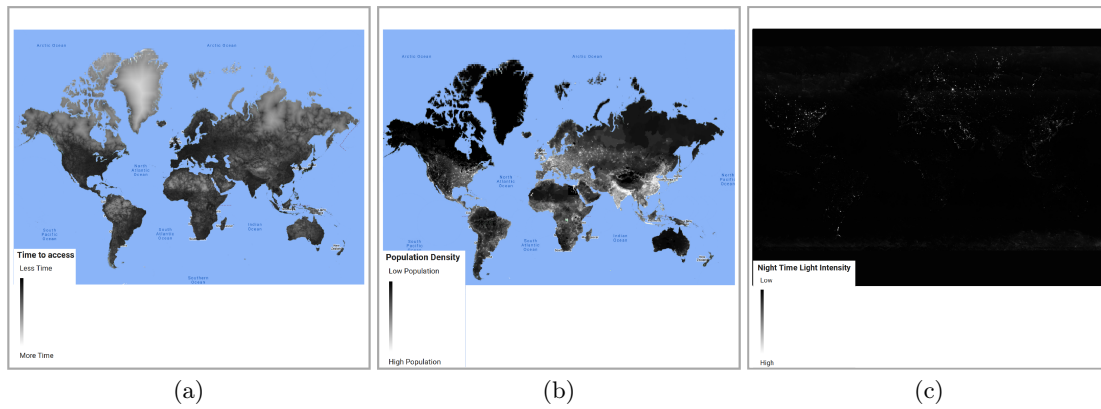 Arctic Ocean
Arctic Ocean
North
Atlantic
Ocean
South
Pacific
Ocean
South
Atlantic
Ocean
Indian
Ocean
Southern
Ocean
Time to access
Less Time
More Time
(a)
Arctic Ocean
Arctic Ocean
North
Atlantic
Ocean
North
Pacific
Ocean
South
Pacific
South
Atlantic
Ocean
Indian
Ocean
Population Density
Low Population
High Population
(b)
Night Time Light Intensity
Low
High
(c)